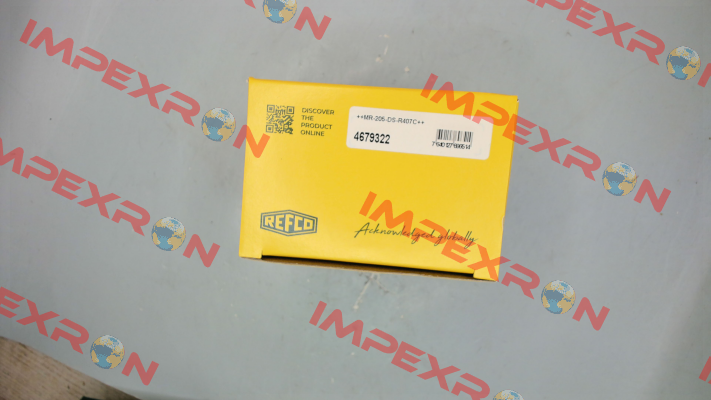 DISCOVER
THE
PRODUCT
ONLINE
++MR-205-DS-R407C++
4679322
REFCO
Acknowledged globally
IMPEXRON
IMPEXRON
IMPEXRON
IMPEXRON
IMPEXRON
IMPEXRON